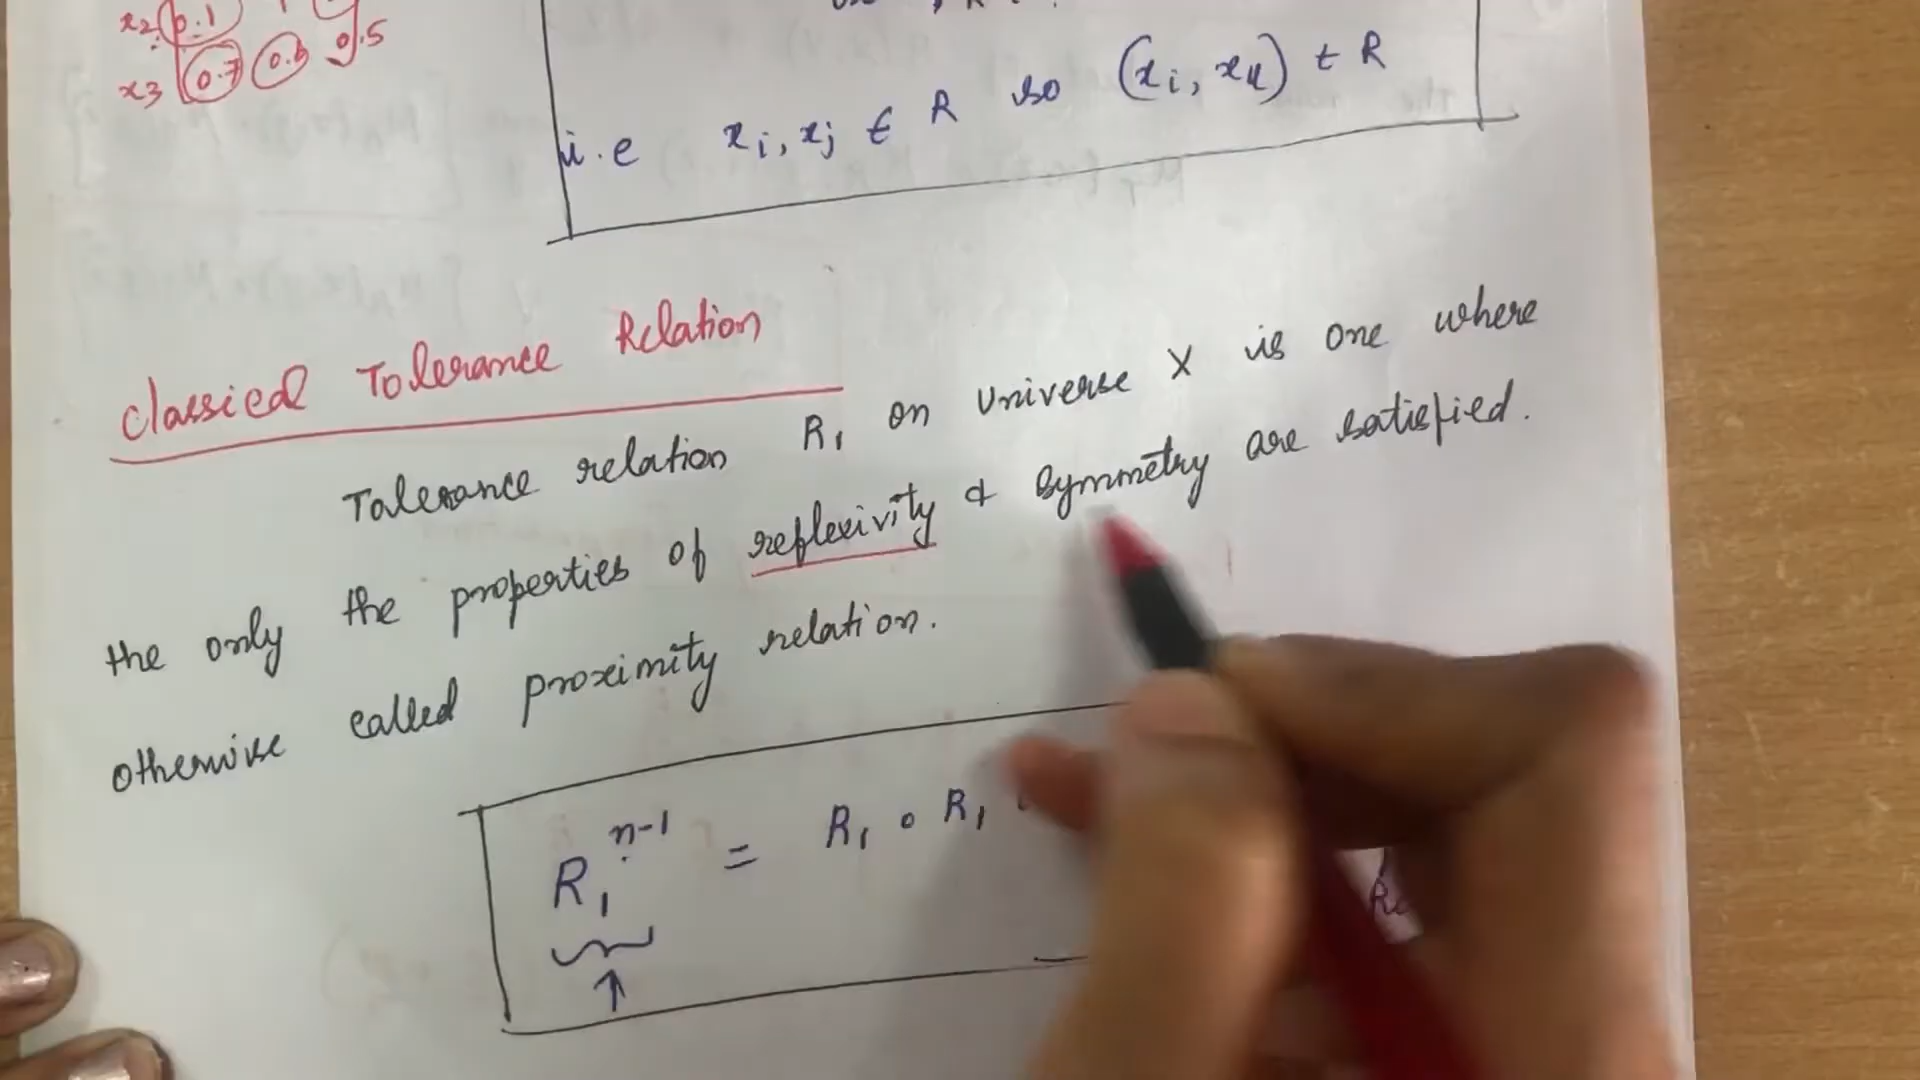 x2 0.1
x3 0.7 0.5
i.e xi, xj ∈ R so (xi, xk) ∈ R
Classical Tolerance Relation
Tolerance relation R1 on Universe X is one where
the only the properties of reflexivity & Symmetry are satisfied.
otherwise called proximity relation.
R1^n-1 = R1 ∘ R1